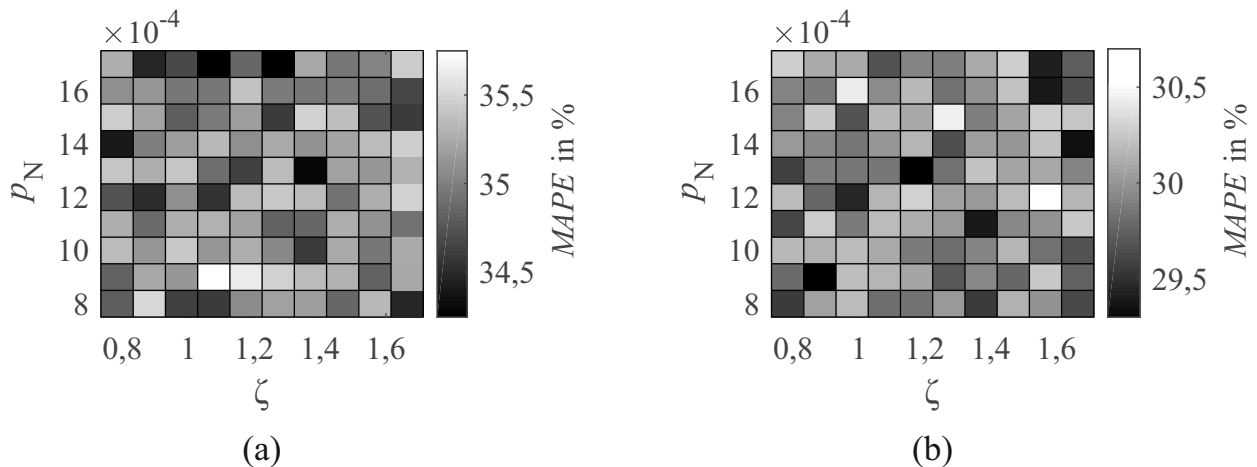 ×10⁻⁴
16
14
12
10
8
p_N
0,8 1 1,2 1,4 1,6
ζ
35,5
35
34,5
MAPE in %
(a)
×10⁻⁴
16
14
12
10
8
p_N
0,8 1 1,2 1,4 1,6
ζ
30,5
30
29,5
MAPE in %
(b)